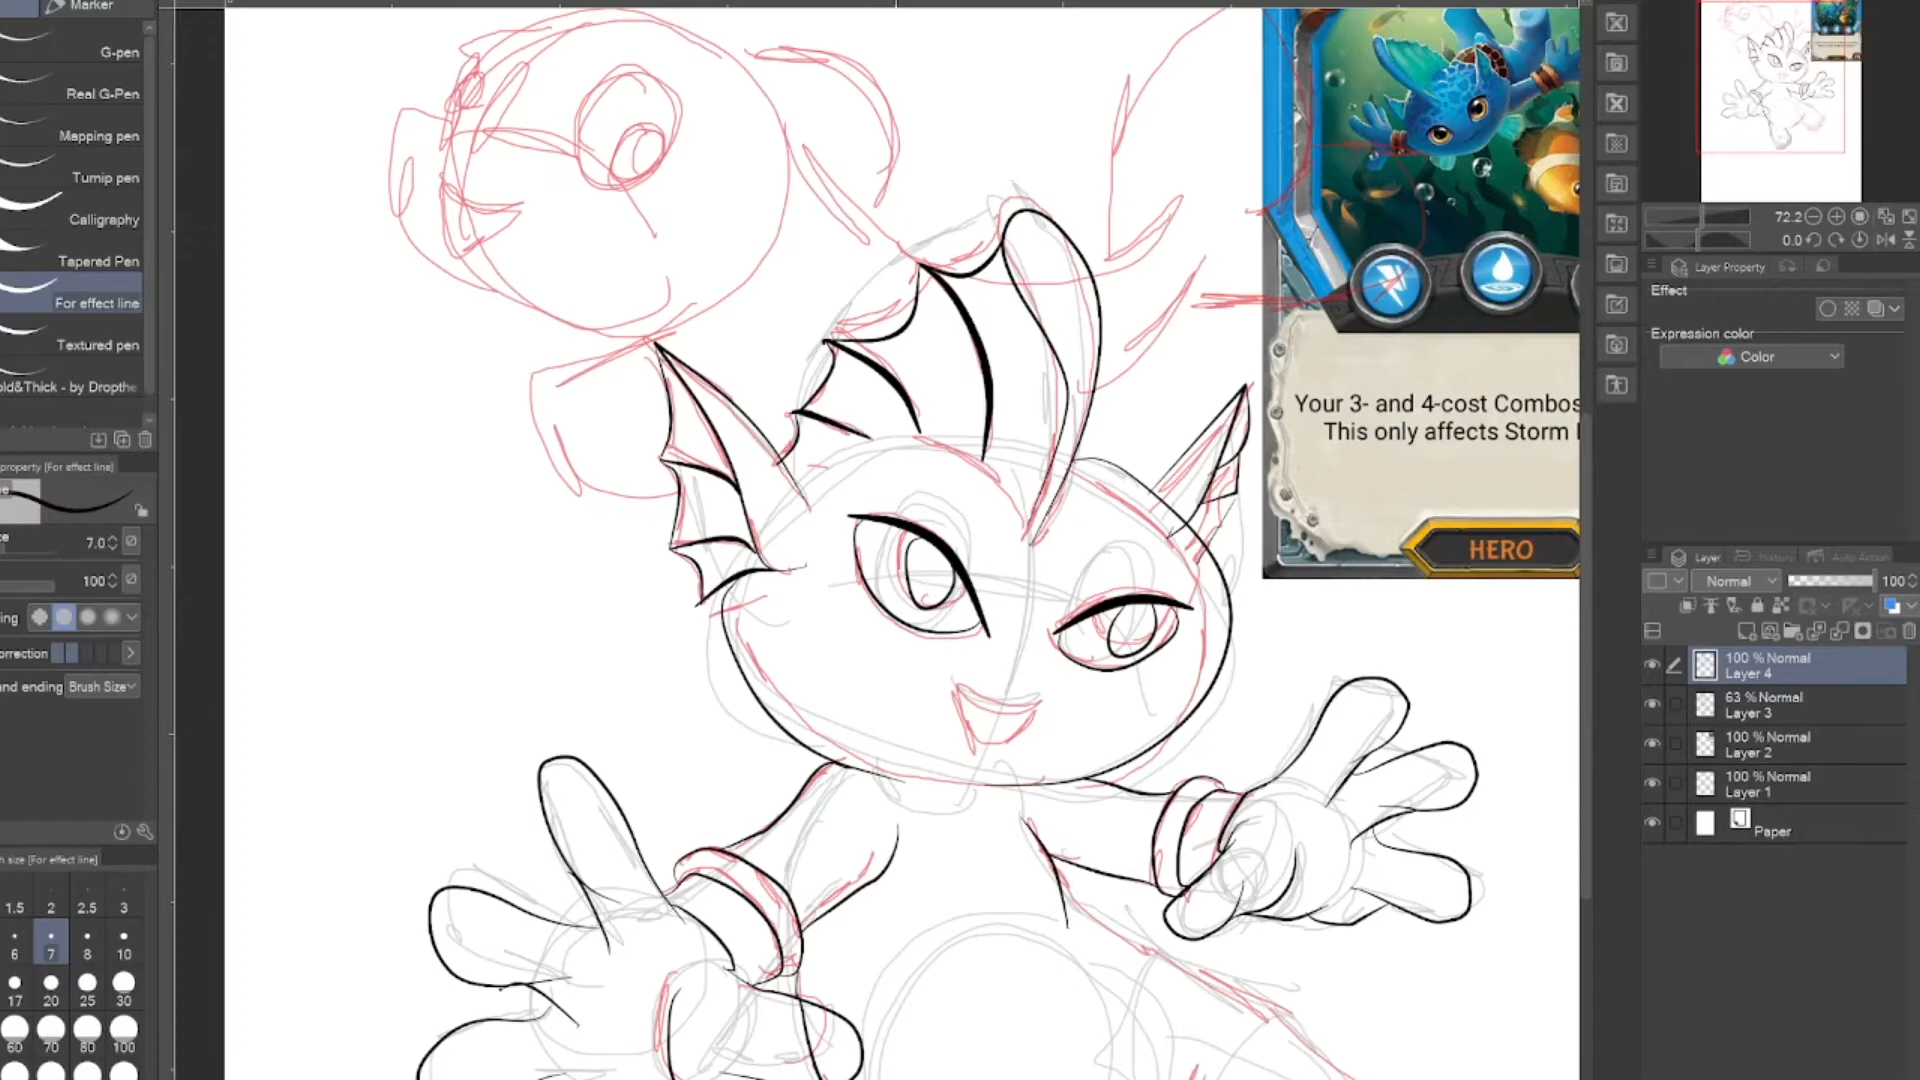 Marker
G-pen
Real G-Pen
Mapping pen
Turnip pen
Calligraphy
Tapered Pen
For effect line
Textured pen
old&Thick - by Dropthe
property [For effect line]
7.0
100
ing
orrection
and ending Brush Size
h size [For effect line]
1.5 2 2.5 3
6 7 8 10
17 20 25 30
60 70 80 100
Your 3- and 4-cost Combos
This only affects Storm
HERO
72.2
0.0
Layer Property
Effect
Expression color
Color
Layer History Auto Action
Normal 100
100 % Normal
Layer 4
63 % Normal
Layer 3
100 % Normal
Layer 2
100 % Normal
Layer 1
Paper